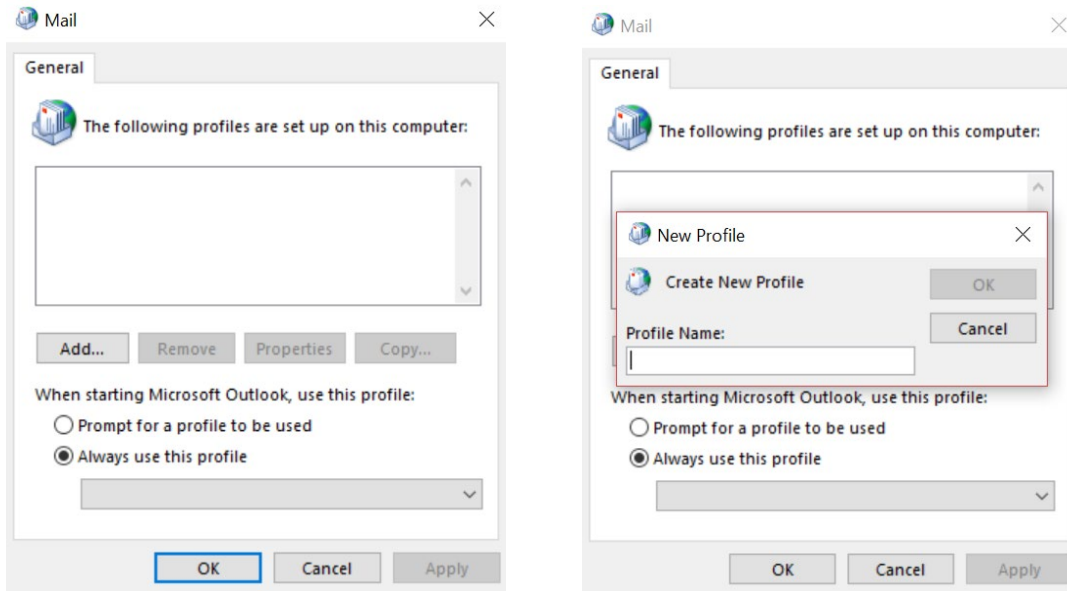 Mail
General
The following profiles are set up on this computer:
Add...
Remove
Properties
Copy...
When starting Microsoft Outlook, use this profile:
Prompt for a profile to be used
Always use this profile
OK
Cancel
Apply
Mail
General
The following profiles are set up on this computer:
New Profile
Create New Profile
OK
Profile Name:
Cancel
When starting Microsoft Outlook, use this profile:
Prompt for a profile to be used
Always use this profile
OK
Cancel
Apply